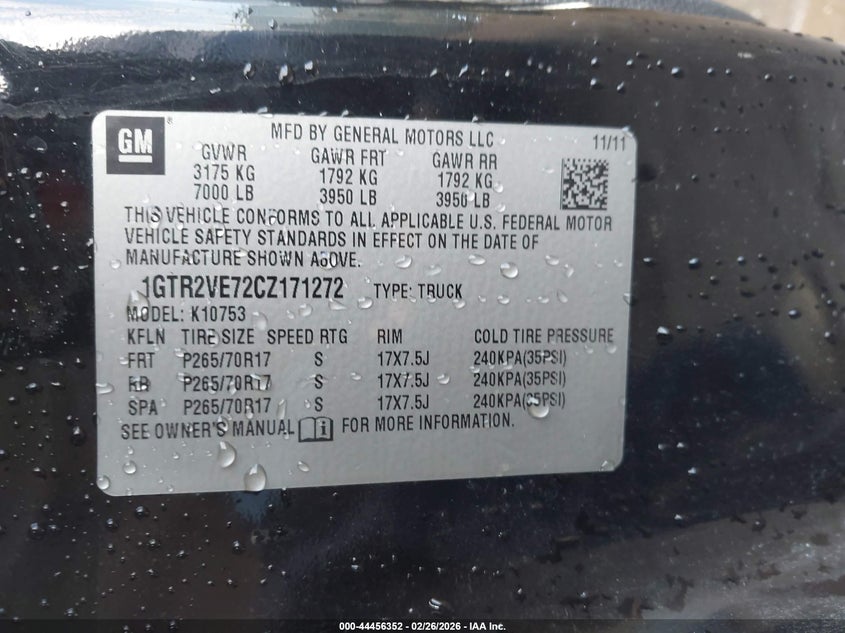 GM®
MFD BY GENERAL MOTORS LLC 11/11
GVWR GAWR FRT GAWR RR
3175 KG 1792 KG 1792 KG
7000 LB 3950 LB 3950 LB
THIS VEHICLE CONFORMS TO ALL APPLICABLE U.S. FEDERAL MOTOR
VEHICLE SAFETY STANDARDS IN EFFECT ON THE DATE OF
MANUFACTURE SHOWN ABOVE.
1GTR2VE72CZ171272 TYPE: TRUCK
MODEL: K10753
KFLN TIRE SIZE SPEED RTG RIM COLD TIRE PRESSURE
FRT P265/70R17 S 17X7.5J 240KPA(35PSI)
RR P265/70R17 S 17X7.5J 240KPA(35PSI)
SPA P265/70R17 S 17X7.5J 240KPA(35PSI)
SEE OWNER'S MANUAL i FOR MORE INFORMATION.
000-44456352 - 02/26/2026 - IAA Inc.